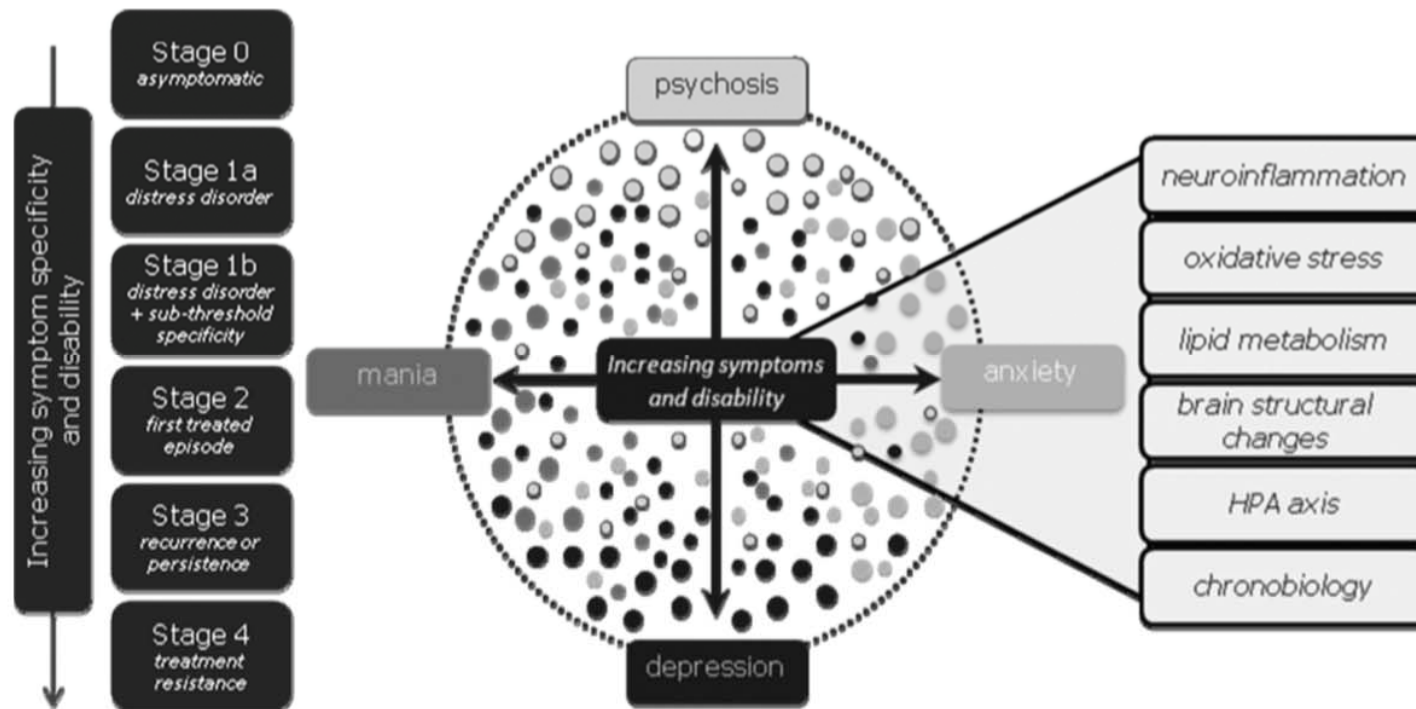 Increasing symptom specificity
and disability
Stage 0
asymptomatic
Stage 1a
distress disorder
Stage 1b
distress disorder
+ sub-threshold
specificity
Stage 2
first treated
episode
Stage 3
recurrence or
persistence
Stage 4
treatment
resistance
psychosis
mania
Increasing symptoms
and disability
anxiety
depression
neuroinflammation
oxidative stress
lipid metabolism
brain structural
changes
HPA axis
chronobiology